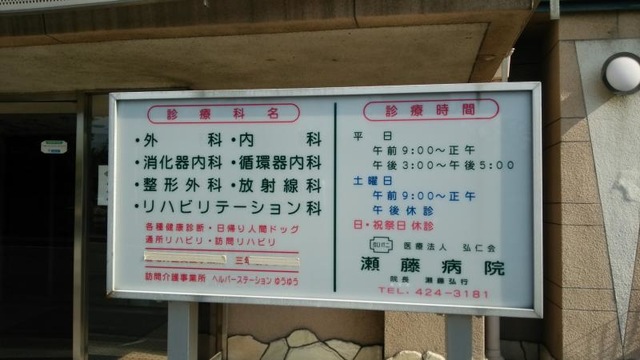 診療科名
・外科・内科
・消化器内科・循環器内科
・整形外科・放射線科
・リハビリテーション科
各種健康診断・日帰り人間ドック
通所リハビリ・訪問リハビリ
訪問介護事業所 ヘルパーステーション ゆうゆう
診療時間
平日
午前9:00〜正午
午後3:00〜午後5:00
土曜日
午前9:00〜正午
午後休診
日・祝祭日休診
医療法人 弘仁会
瀬藤病院
院長 瀬藤弘行
TEL. 424-3181